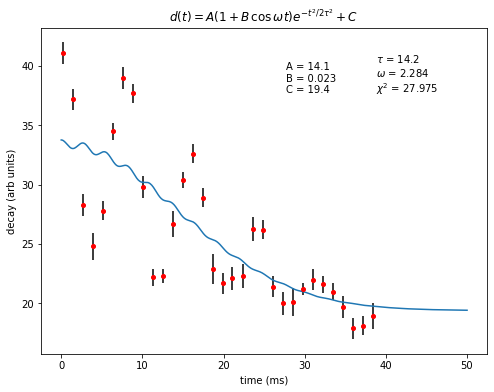 d(t) = A(1 + B cos ωt)e^{−t²/2τ²} + C
A = 14.1
B = 0.023
C = 19.4
τ = 14.2
ω = 2.284
χ² = 27.975
decay (arb units)
40
35
30
25
20
0 10 20 30 40 50
time (ms)